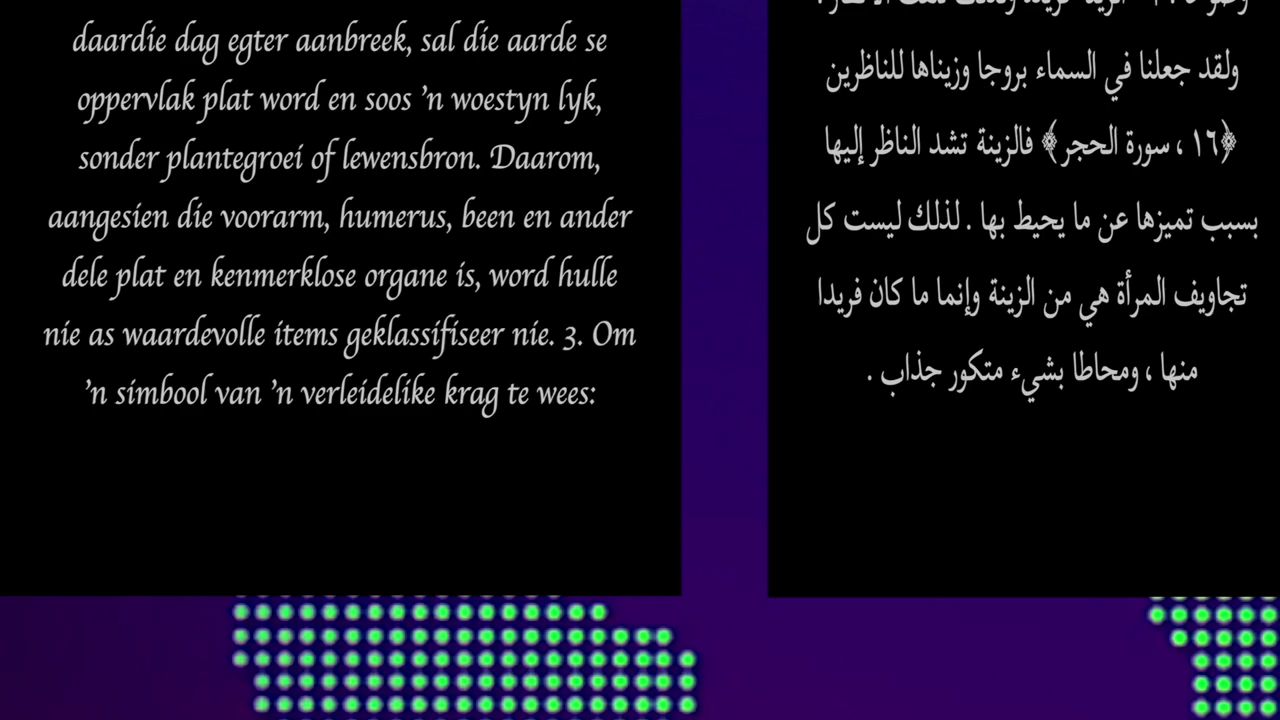 daardie dag egter aanbreek, sal die aarde se
oppervlak plat word en soos 'n woestyn lyk,
sonder plantegroei of lewensbron. Daarom,
aangesien die voorarm, humerus, been en ander
dele plat en kenmerklose organe is, word hulle
nie as waardevolle items geklassifiseer nie. 3. Om
'n simbool van 'n verleidelike krag te wees:
ولقد جعلنا في السماء بروجا وزيناها للناظرين
﴿١٦ ، سورة الحجر﴾ فالزينة تشد الناظر إليها
بسبب تميزها عن ما يحيط بها . لذلك ليست كل
تجاويف المرأة هي من الزينة وإنما ما كان فريدا
منها ، ومحاطا بشيء متكور جذاب .